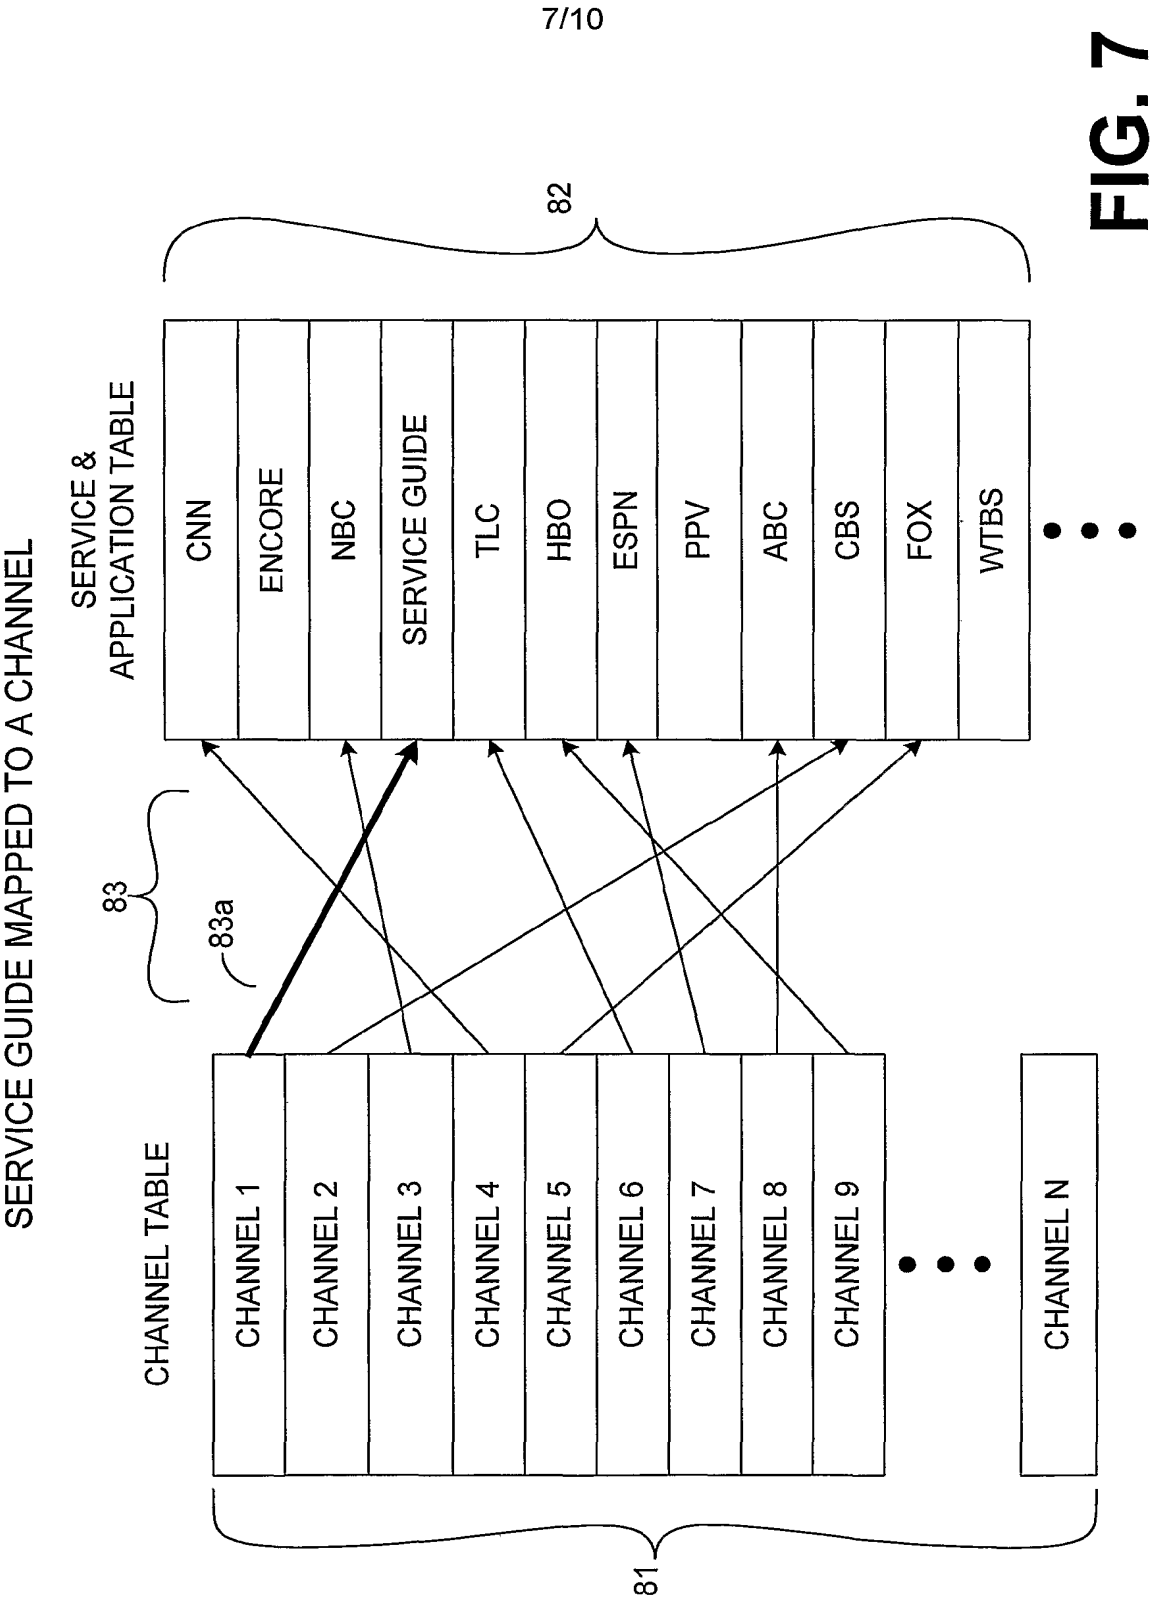 7/10
SERVICE GUIDE MAPPED TO A CHANNEL
83
83a
CHANNEL TABLE
CHANNEL 1
CHANNEL 2
CHANNEL 3
CHANNEL 4
CHANNEL 5
CHANNEL 6
CHANNEL 7
CHANNEL 8
CHANNEL 9
CHANNEL N
81
SERVICE &
APPLICATION TABLE
CNN
ENCORE
NBC
SERVICE GUIDE
TLC
HBO
ESPN
PPV
ABC
CBS
FOX
WTBS
82
FIG. 7